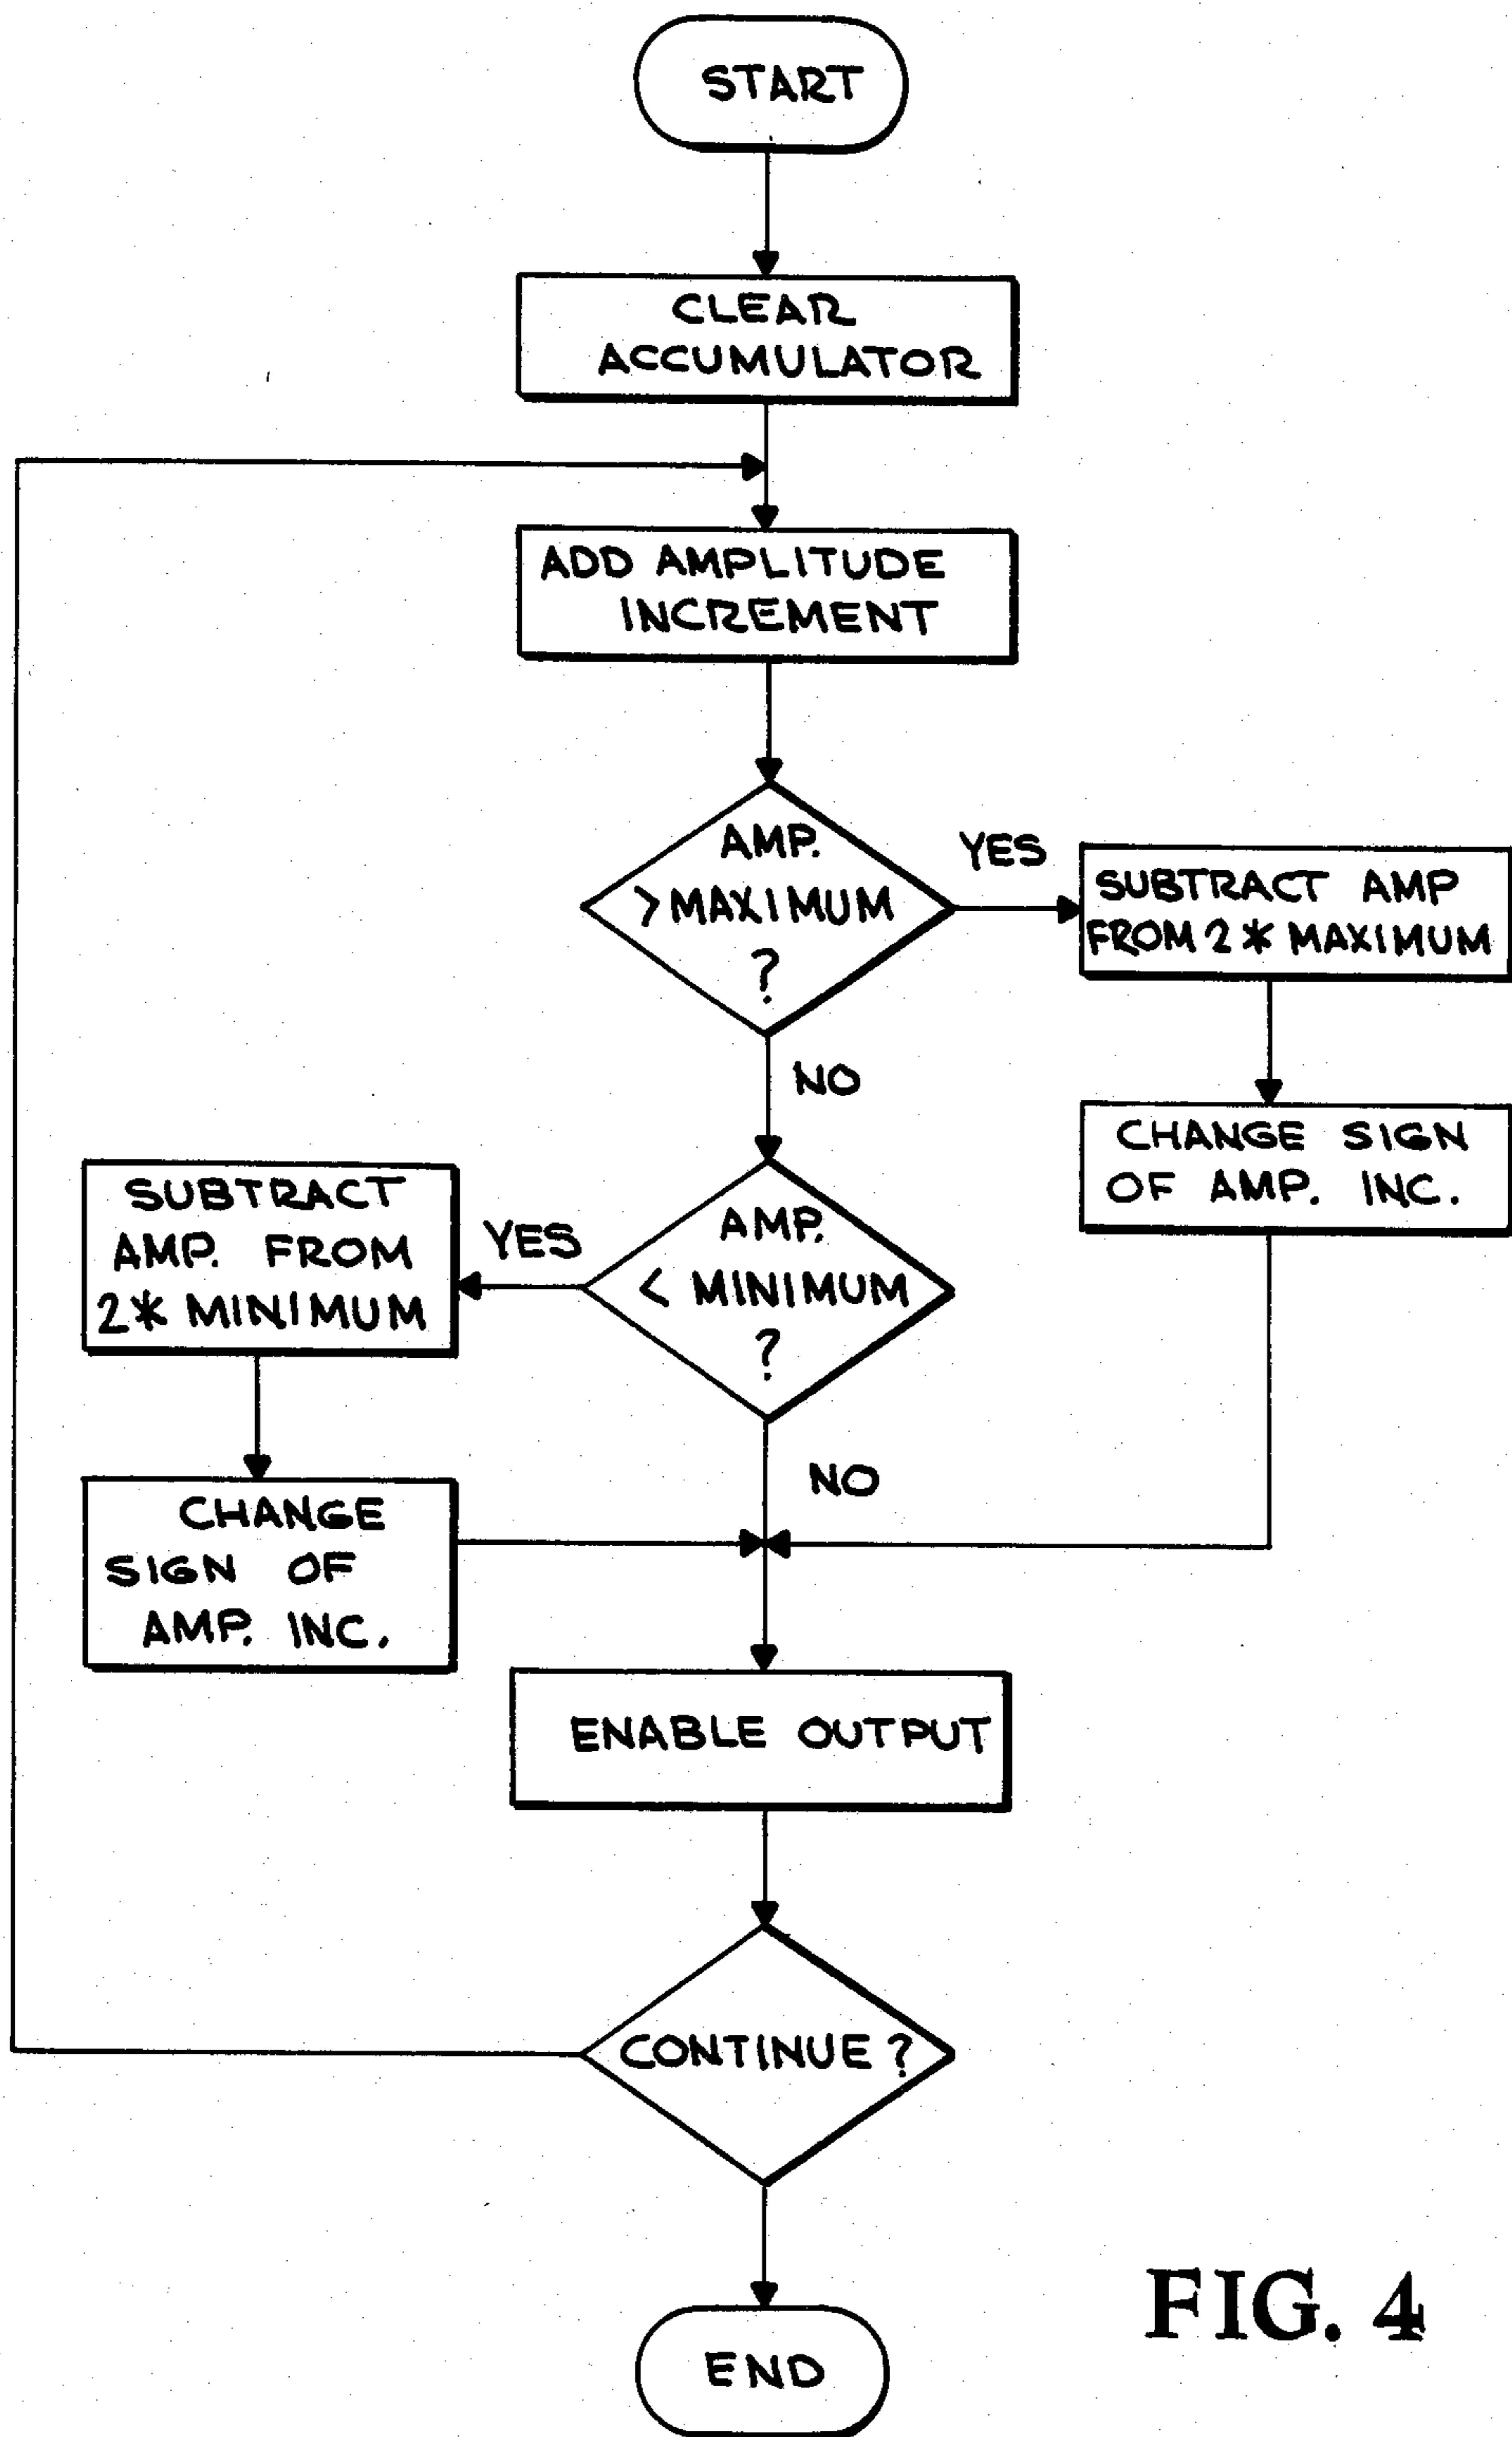 START
CLEAR
ACCUMULATOR
ADD AMPLITUDE
INCREMENT
AMP.
> MAXIMUM
?
YES
SUBTRACT AMP
FROM 2 * MAXIMUM
NO
CHANGE SIGN
OF AMP. INC.
AMP.
< MINIMUM
?
YES
SUBTRACT
AMP. FROM
2 * MINIMUM
NO
CHANGE
SIGN OF
AMP. INC.
ENABLE OUTPUT
CONTINUE ?
END
FIG. 4